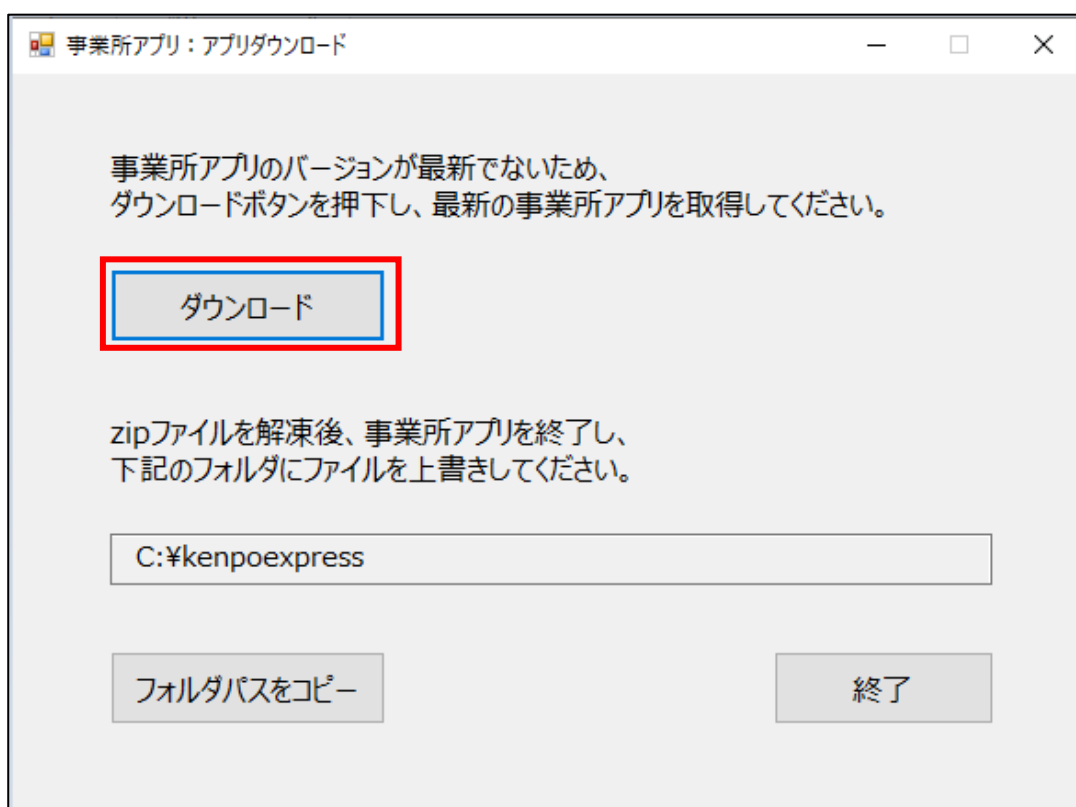 事業所アプリ：アプリダウンロード
事業所アプリのバージョンが最新でないため、
ダウンロードボタンを押下し、最新の事業所アプリを取得してください。
ダウンロード
zipファイルを解凍後、事業所アプリを終了し、
下記のフォルダにファイルを上書きしてください。
C:¥kenpoexpress
フォルダパスをコピー
終了